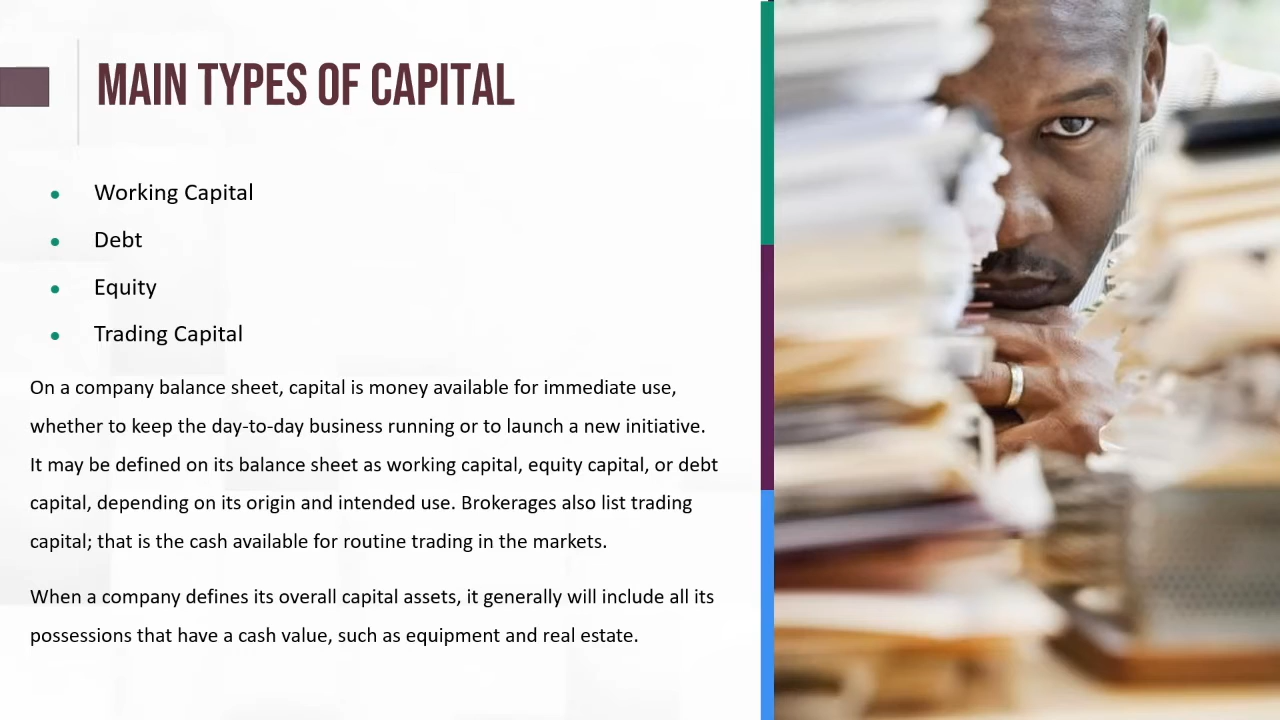 MAIN TYPES OF CAPITAL
Working Capital
Debt
Equity
Trading Capital
On a company balance sheet, capital is money available for immediate use,
whether to keep the day-to-day business running or to launch a new initiative.
It may be defined on its balance sheet as working capital, equity capital, or debt
capital, depending on its origin and intended use. Brokerages also list trading
capital; that is the cash available for routine trading in the markets.
When a company defines its overall capital assets, it generally will include all its
possessions that have a cash value, such as equipment and real estate.